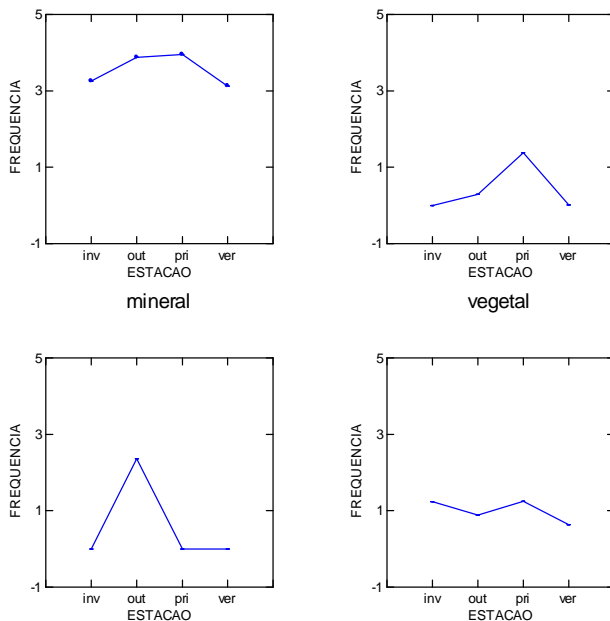 5
3
1
-1
FREQUENCIA
inv out pri ver
ESTACAO
mineral
5
3
1
-1
FREQUENCIA
inv out pri ver
ESTACAO
vegetal
5
3
1
-1
FREQUENCIA
inv out pri ver
ESTACAO
5
3
1
-1
FREQUENCIA
inv out pri ver
ESTACAO